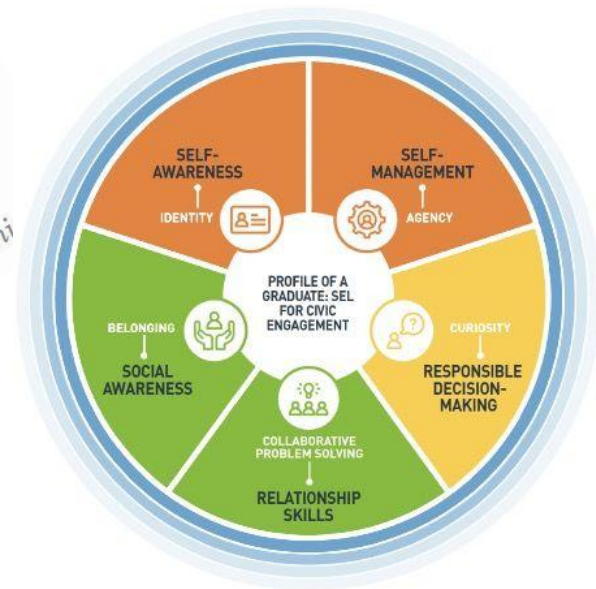 SELF-
AWARENESS
IDENTITY
SELF-
MANAGEMENT
AGENCY
PROFILE OF A
GRADUATE: SEL
FOR CIVIC
ENGAGEMENT
BELONGING
SOCIAL
AWARENESS
CURIOSITY
RESPONSIBLE
DECISION-
MAKING
COLLABORATIVE
PROBLEM SOLVING
RELATIONSHIP
SKILLS